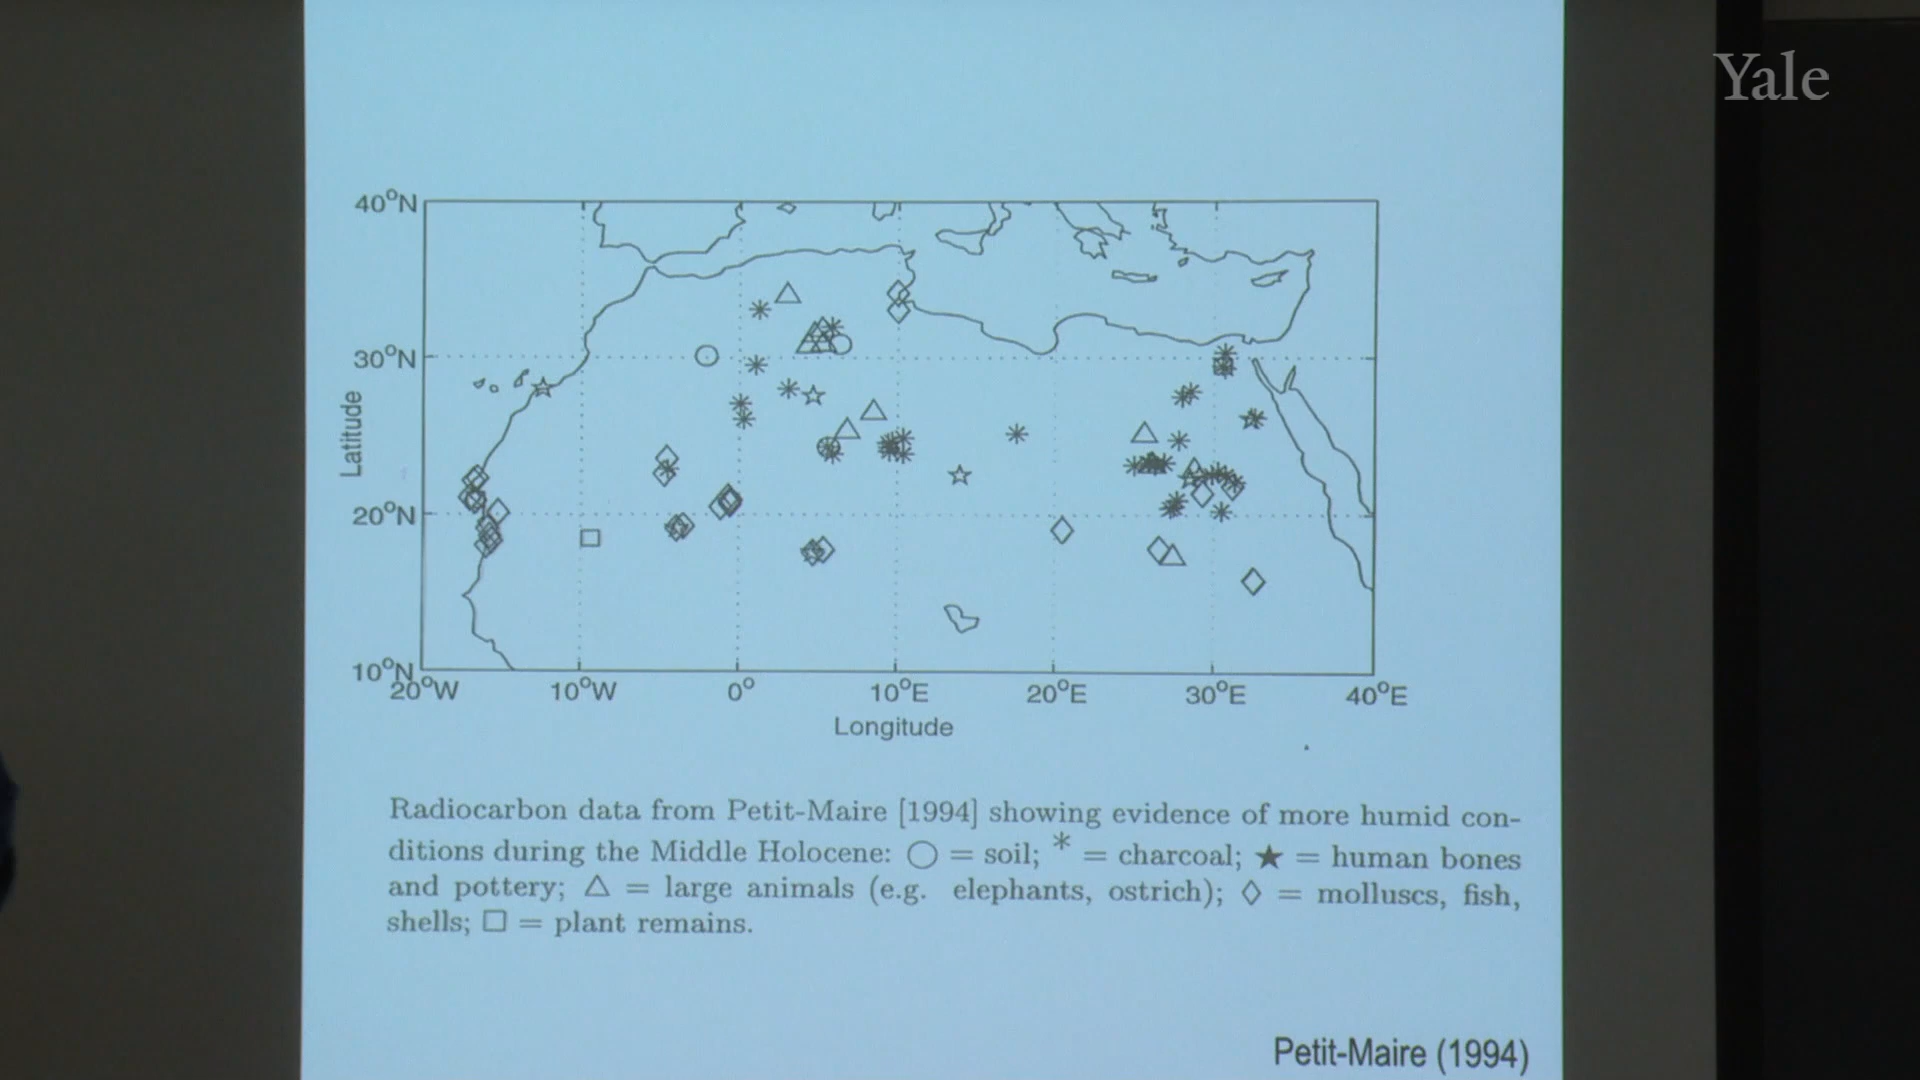 Yale
40°N
30°N
20°N
10°N
Latitude
20°W 10°W 0° 10°E 20°E 30°E 40°E
Longitude
Radiocarbon data from Petit-Maire [1994] showing evidence of more humid con-
ditions during the Middle Holocene: ○ = soil; * = charcoal; ★ = human bones
and pottery; △ = large animals (e.g. elephants, ostrich); ◇ = molluscs, fish,
shells; □ = plant remains.
Petit-Maire (1994)